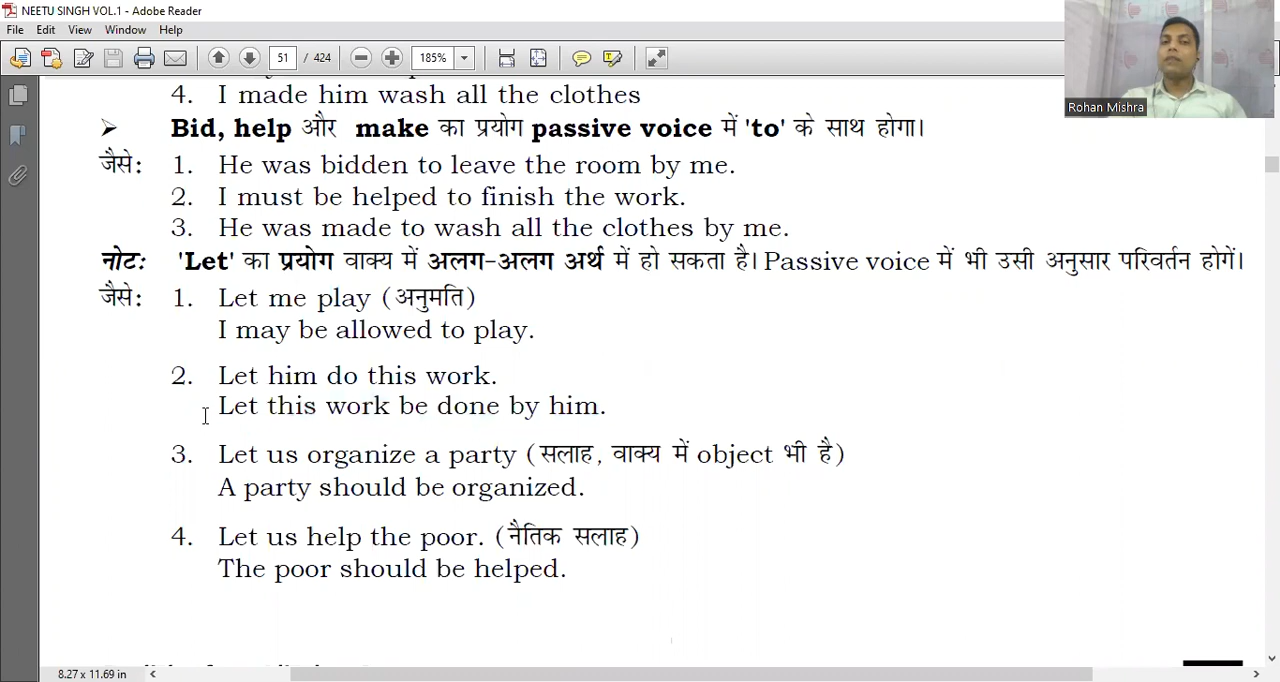 NEETU SINGH VOL.1 - Adobe Reader
File Edit View Window Help
51 / 424 185%
Rohan Mishra
4. I made him wash all the clothes
➢ Bid, help और make का प्रयोग passive voice में 'to' के साथ होगा।
जैसे: 1. He was bidden to leave the room by me.
2. I must be helped to finish the work.
3. He was made to wash all the clothes by me.
नोट: 'Let' का प्रयोग वाक्य में अलग-अलग अर्थ में हो सकता है। Passive voice में भी उसी अनुसार परिवर्तन होगें।
जैसे: 1. Let me play (अनुमति)
I may be allowed to play.
2. Let him do this work.
Let this work be done by him.
3. Let us organize a party (सलाह, वाक्य में object भी है)
A party should be organized.
4. Let us help the poor. (नैतिक सलाह)
The poor should be helped.
8.27 x 11.69 in